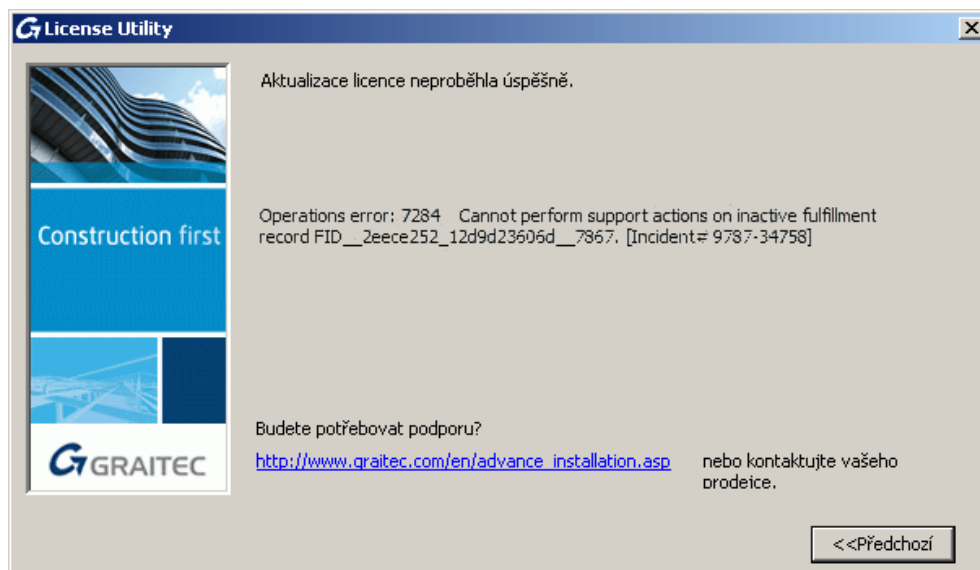 License Utility
Aktualizace licence neproběhla úspěšně.
Construction first
Operations error: 7284 Cannot perform support actions on inactive fulfillment
record FID__2eece252_12d9d23606d__7867. [Incident# 9787-34758]
GRAITEC
Budete potřebovat podporu?
http://www.graitec.com/en/advance_installation.asp
nebo kontaktujte vašeho
prodejce.
<<Předchozí